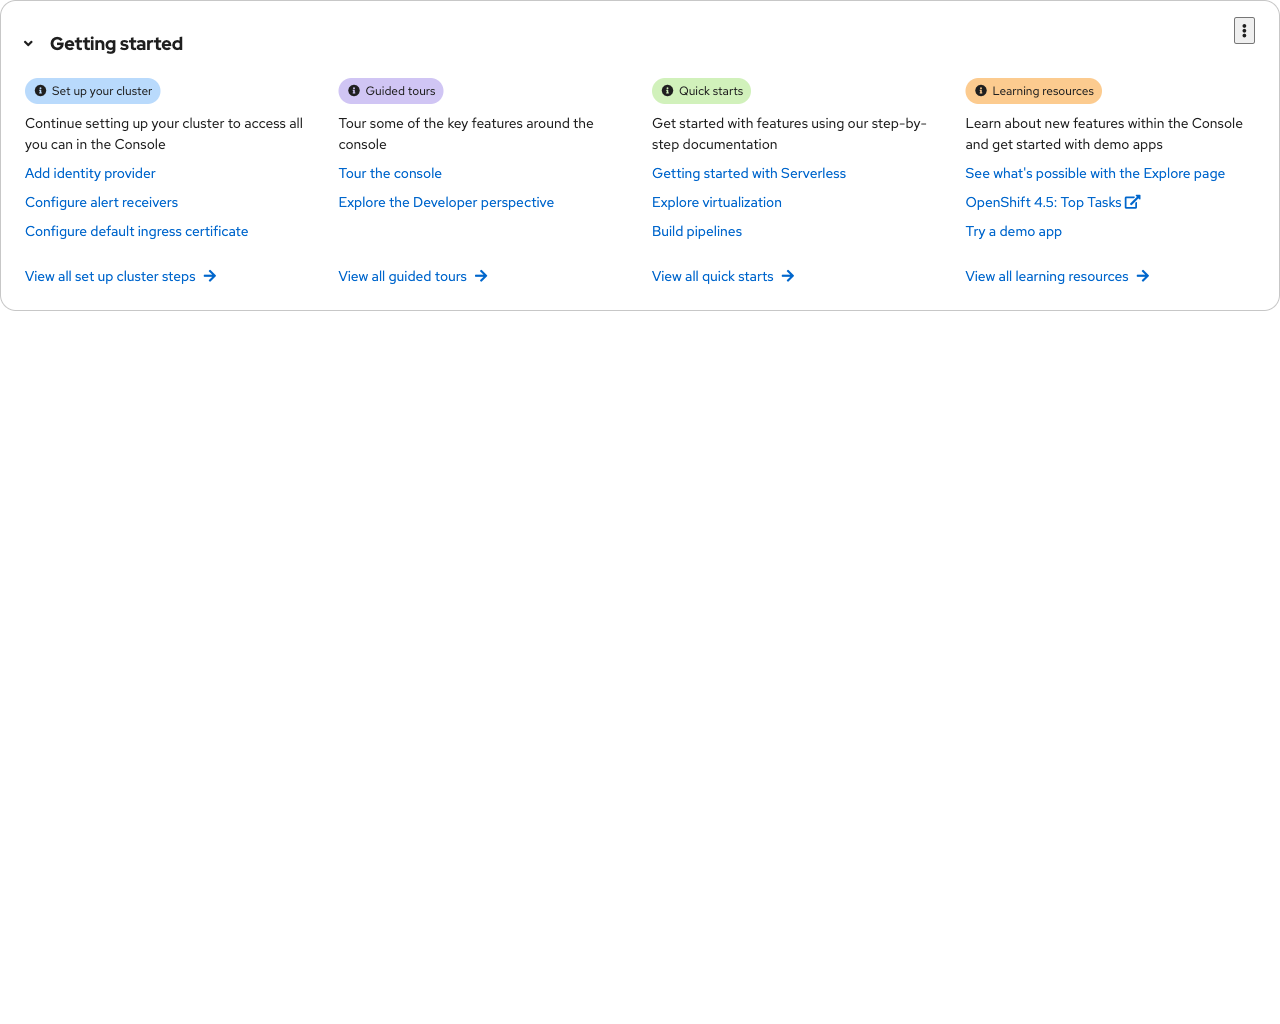 Getting started
Set up your cluster
Continue setting up your cluster to access all
you can in the Console
Add identity provider
Configure alert receivers
Configure default ingress certificate
View all set up cluster steps
Guided tours
Tour some of the key features around the
console
Tour the console
Explore the Developer perspective
View all guided tours
Quick starts
Get started with features using our step-by-
step documentation
Getting started with Serverless
Explore virtualization
Build pipelines
View all quick starts
Learning resources
Learn about new features within the Console
and get started with demo apps
See what's possible with the Explore page
OpenShift 4.5: Top Tasks
Try a demo app
View all learning resources